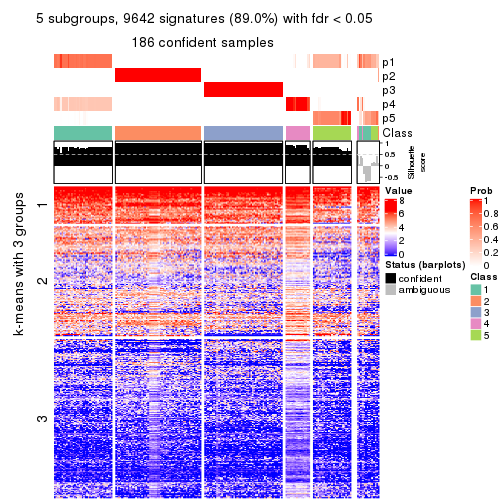 5 subgroups, 9642 signatures (89.0%) with fdr < 0.05
186 confident samples
p1
p2
p3
p4
p5
Class
1
0.5
0
-0.5
Silhouette
score
k-means with 3 groups
1
2
3
Value
8
6
4
2
0
Status (barplots)
confident
ambiguous
Prob
1
0.8
0.6
0.4
0.2
0
Class
1
2
3
4
5